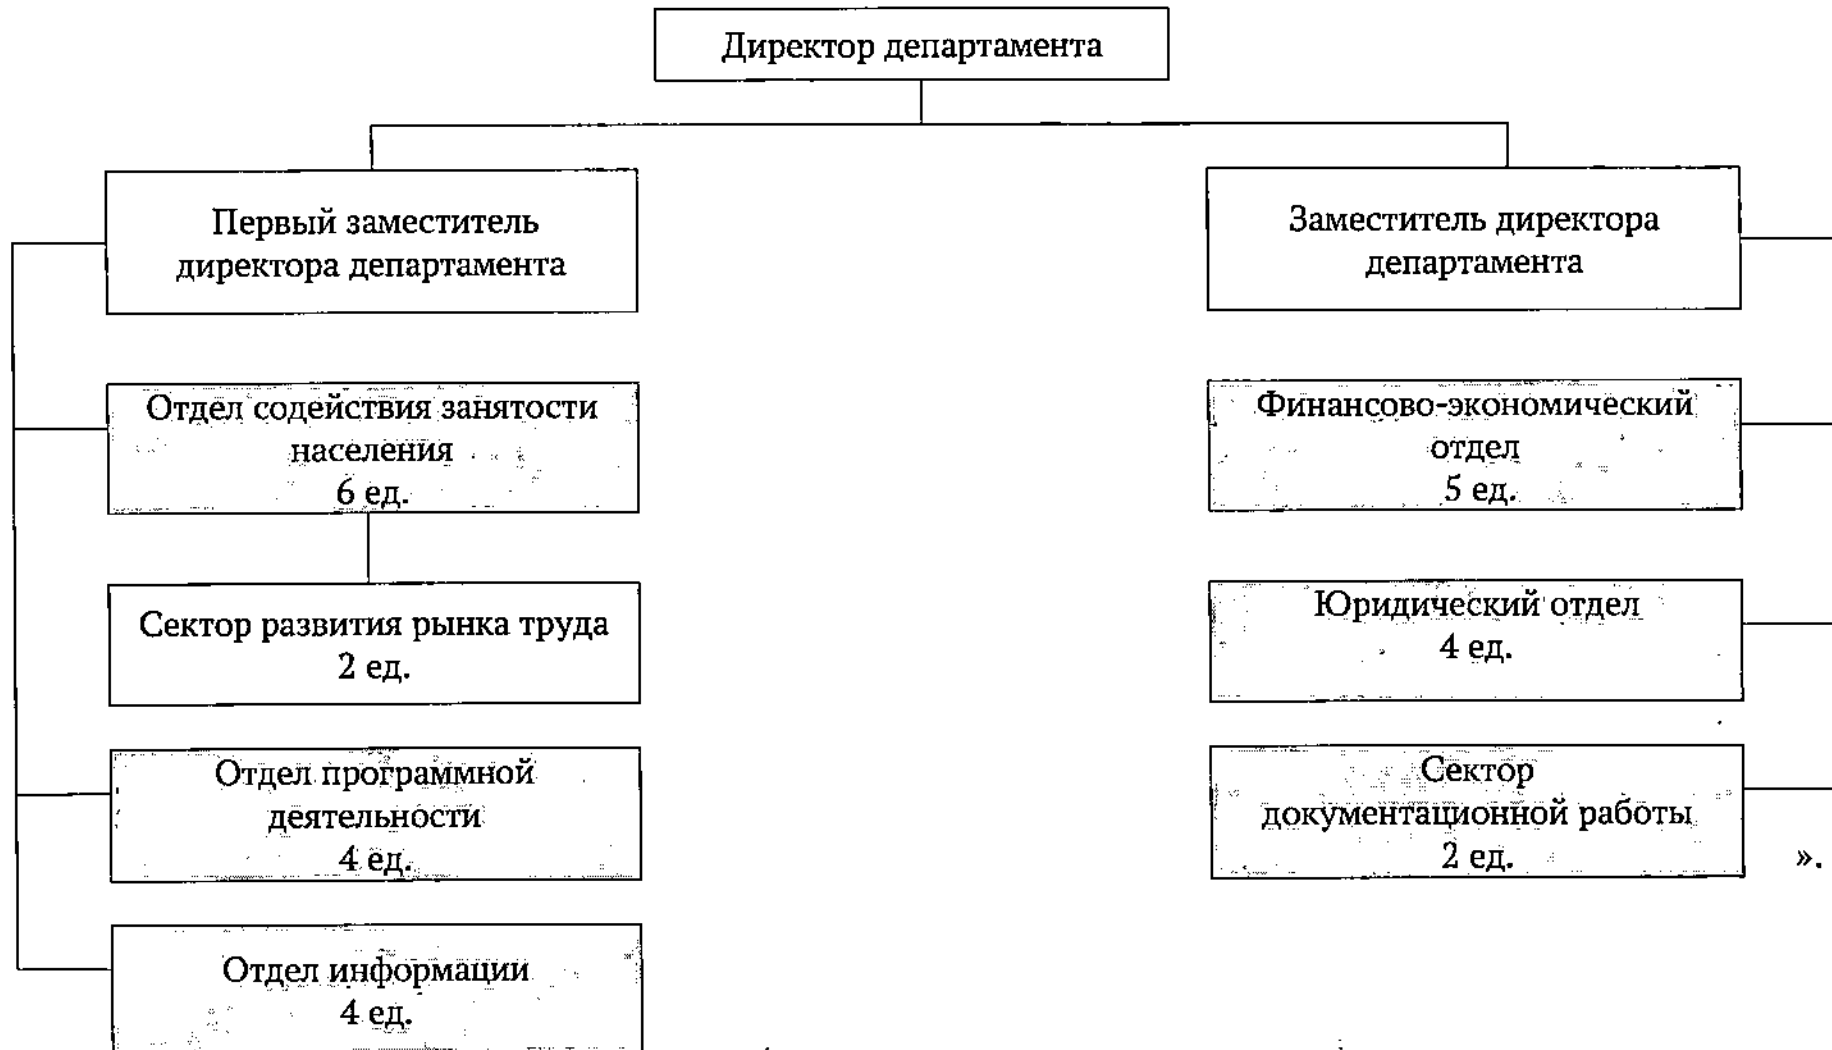 Директор департамента
Первый заместитель
директора департамента
Заместитель директора
департамента
Отдел содействия занятости
населения
6 ед.
Финансово-экономический
отдел
5 ед.
Сектор развития рынка труда
2 ед.
Юридический отдел
4 ед.
Отдел программной
деятельности
4 ед.
Сектор
документационной работы
2 ед.
».
Отдел информации
4 ед.